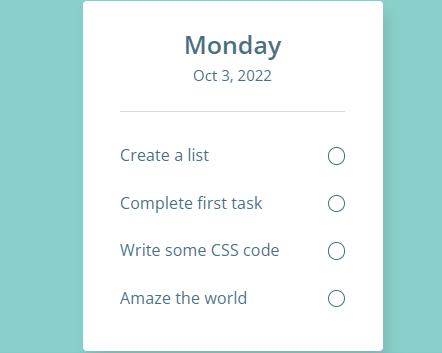 Monday
Oct 3, 2022
Create a list
Complete first task
Write some CSS code
Amaze the world